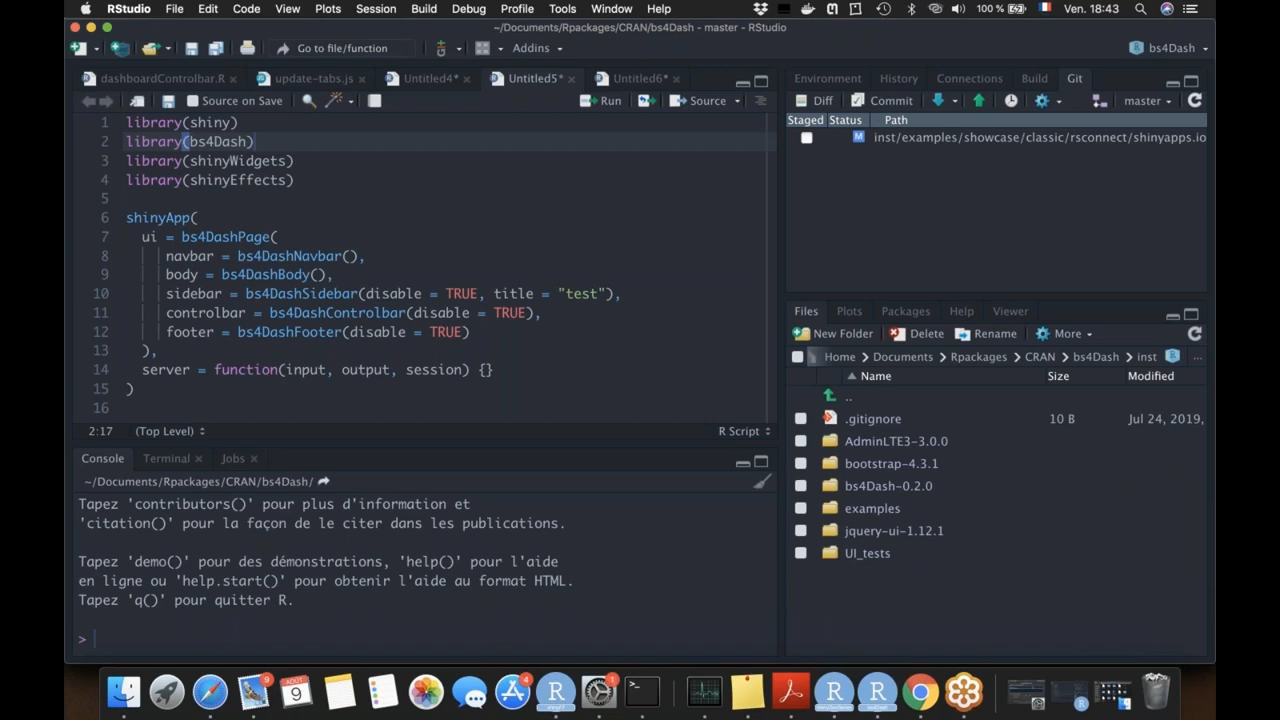 RStudio File Edit Code View Plots Session Build Debug Profile Tools Window Help 100 % Ven. 18:43
~/Documents/Rpackages/CRAN/bs4Dash - master - RStudio
Go to file/function Addins bs4Dash
dashboardControlbar.R update-tabs.js Untitled4* Untitled5* Untitled6*
Source on Save Run Source
1 library(shiny)
2 library(bs4Dash)
3 library(shinyWidgets)
4 library(shinyEffects)
5
6 shinyApp(
7 ui = bs4DashPage(
8 navbar = bs4DashNavbar(),
9 body = bs4DashBody(),
10 sidebar = bs4DashSidebar(disable = TRUE, title = "test"),
11 controlbar = bs4DashControlbar(disable = TRUE),
12 footer = bs4DashFooter(disable = TRUE)
13 ),
14 server = function(input, output, session) {}
15 )
16
2:17 (Top Level) R Script
Console Terminal Jobs
~/Documents/Rpackages/CRAN/bs4Dash/
Tapez 'contributors()' pour plus d'information et
'citation()' pour la façon de le citer dans les publications.
Tapez 'demo()' pour des démonstrations, 'help()' pour l'aide
en ligne ou 'help.start()' pour obtenir l'aide au format HTML.
Tapez 'q()' pour quitter R.
>
Environment History Connections Build Git
Diff Commit master
Staged Status Path
M inst/examples/showcase/classic/rsconnect/shinyapps.io
Files Plots Packages Help Viewer
New Folder Delete Rename More
Home Documents Rpackages CRAN bs4Dash inst ...
Name Size Modified
..
.gitignore 10 B Jul 24, 2019,
AdminLTE3-3.0.0
bootstrap-4.3.1
bs4Dash-0.2.0
examples
jquery-ui-1.12.1
UI_tests
9 AOÛT 9 4 R 1 >_ R R